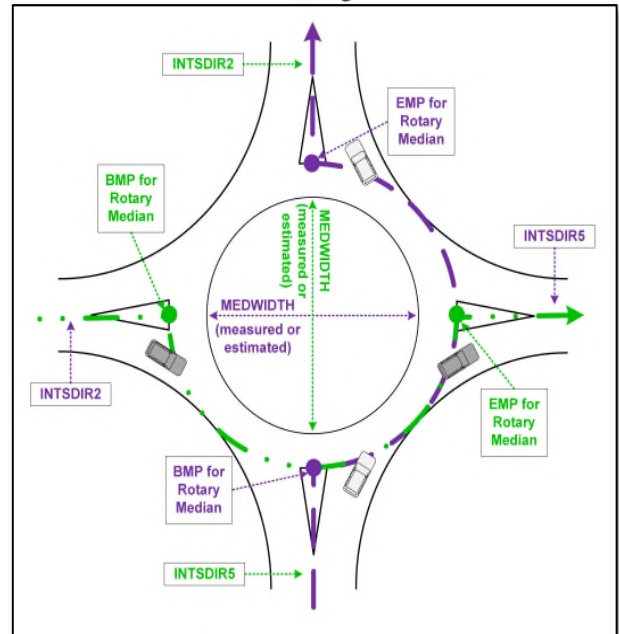 INTSDIR2
EMP for
Rotary
Median
BMP for
Rotary
Median
MEDWIDTH
(measured or
estimated)
INTSDIR5
MEDWIDTH
(measured or
estimated)
INTSDIR2
EMP for
Rotary
Median
BMP for
Rotary
Median
INTSDIR5